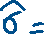 σ̂ =